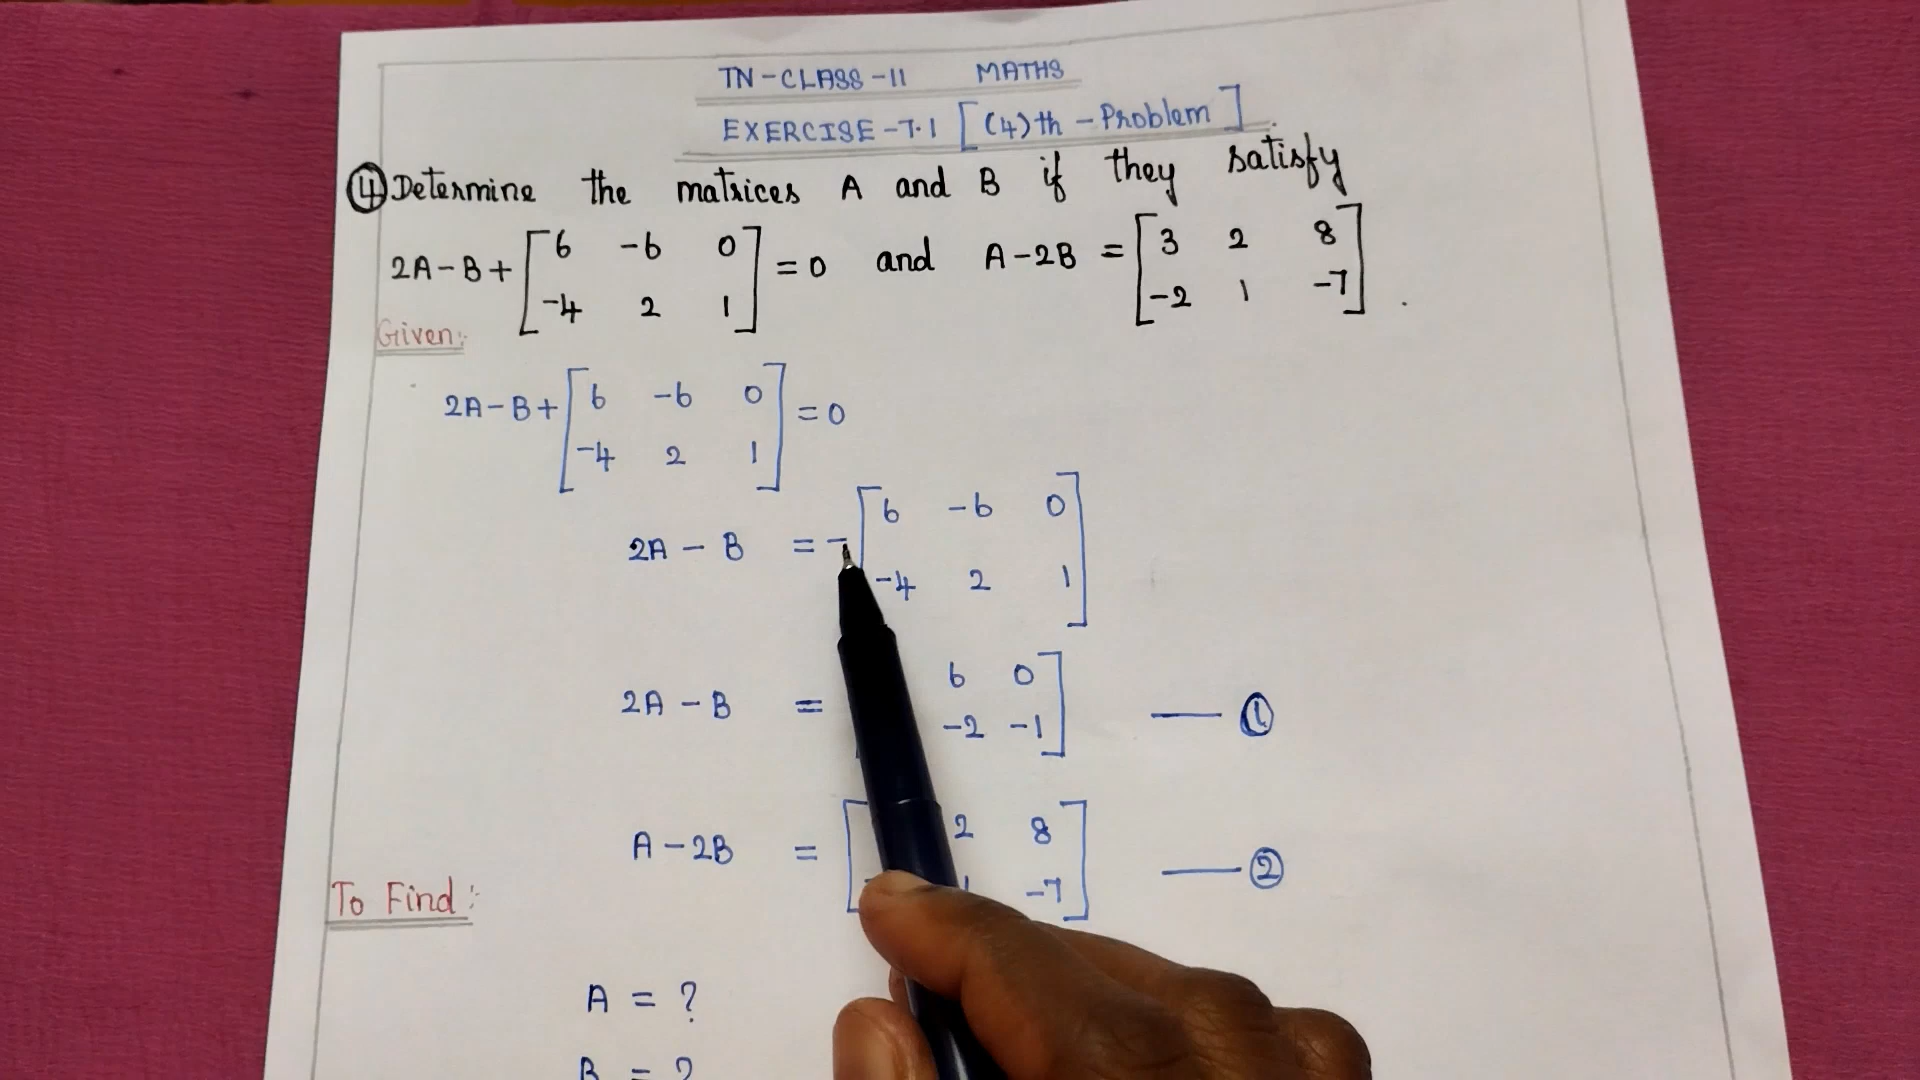 TN-CLASS-11 MATHS
EXERCISE-7.1 [(4)th - Problem].
④ Determine the matrices A and B if they satisfy
2A-B+[6 -6 0
-4 2 1] = 0 and A-2B = [3 2 8
-2 1 -7].
Given:
2A-B+[6 -6 0
-4 2 1] = 0
2A - B = -[6 -6 0
-4 2 1]
2A - B = 6 0
-2 -1] — ①
A - 2B = [2 8
1 -7] — ②
To Find:
A = ?
B = ?